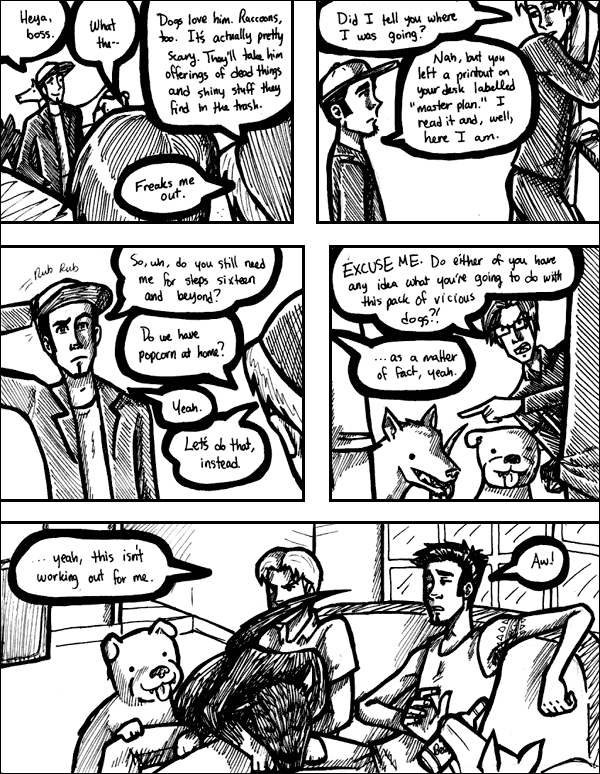 Heya,
boss.
What
the--
Dogs love him. Raccoons,
too. It's actually pretty
scary. They'll take him
offerings of dead things
and shiny stuff they
find in the trash.
Freaks me
out.
Did I tell you where
I was going?
Nah, but you
left a printout on
your desk labelled
"master plan." I
read it and, well,
here I am.
Rub Rub
So, uh, do you still need
me for steps sixteen
and beyond?
Do we have
popcorn at home?
Yeah.
Let's do that,
instead.
EXCUSE ME. Do either of you have
any idea what you're going to do with
this pack of vicious
dogs?!
...as a matter
of fact, yeah.
... yeah, this isn't
working out for me.
Aw!